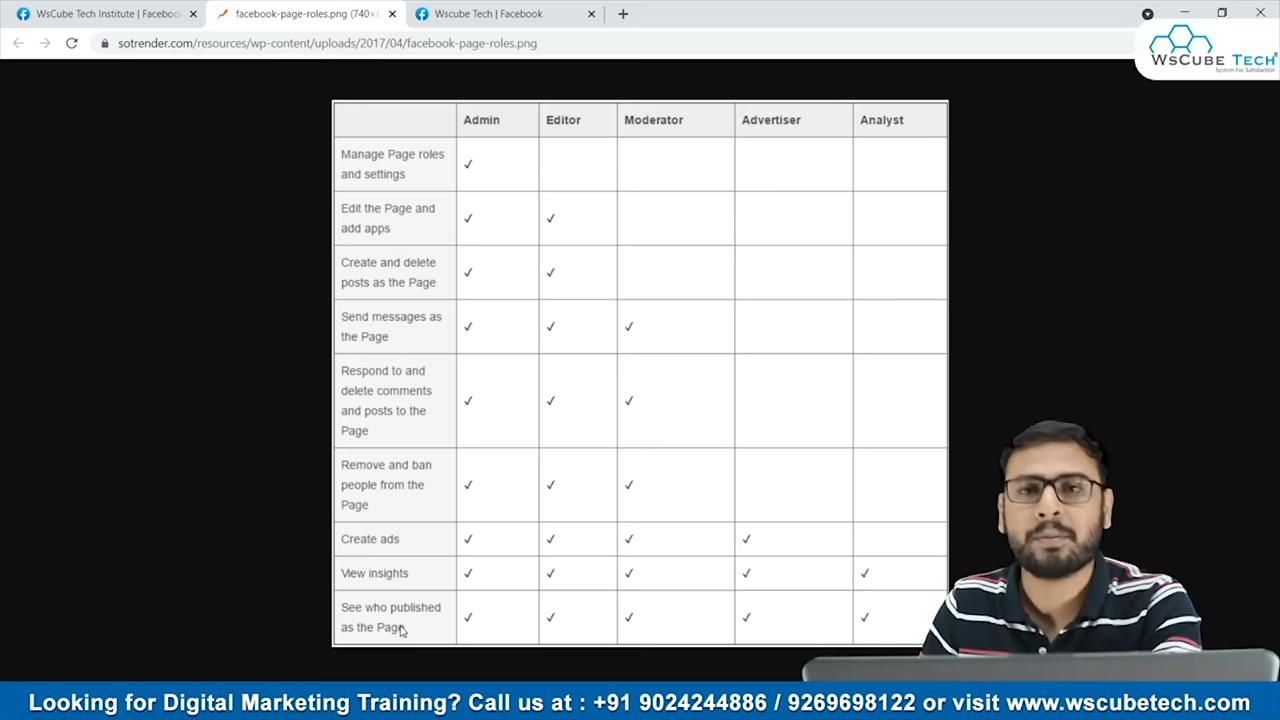 WsCube Tech Institute | Facebook
facebook-page-roles.png (740×
Wscube Tech | Facebook
sotrender.com/resources/wp-content/uploads/2017/04/facebook-page-roles.png
WsCube Tech
System For Satisfaction
Admin Editor Moderator Advertiser Analyst
Manage Page roles
and settings ✓
Edit the Page and
add apps ✓ ✓
Create and delete
posts as the Page ✓ ✓
Send messages as
the Page ✓ ✓ ✓
Respond to and
delete comments
and posts to the
Page ✓ ✓ ✓
Remove and ban
people from the
Page ✓ ✓ ✓
Create ads ✓ ✓ ✓ ✓
View insights ✓ ✓ ✓ ✓ ✓
See who published
as the Page ✓ ✓ ✓ ✓ ✓
Looking for Digital Marketing Training? Call us at : +91 9024244886 / 9269698122 or visit www.wscubetech.com